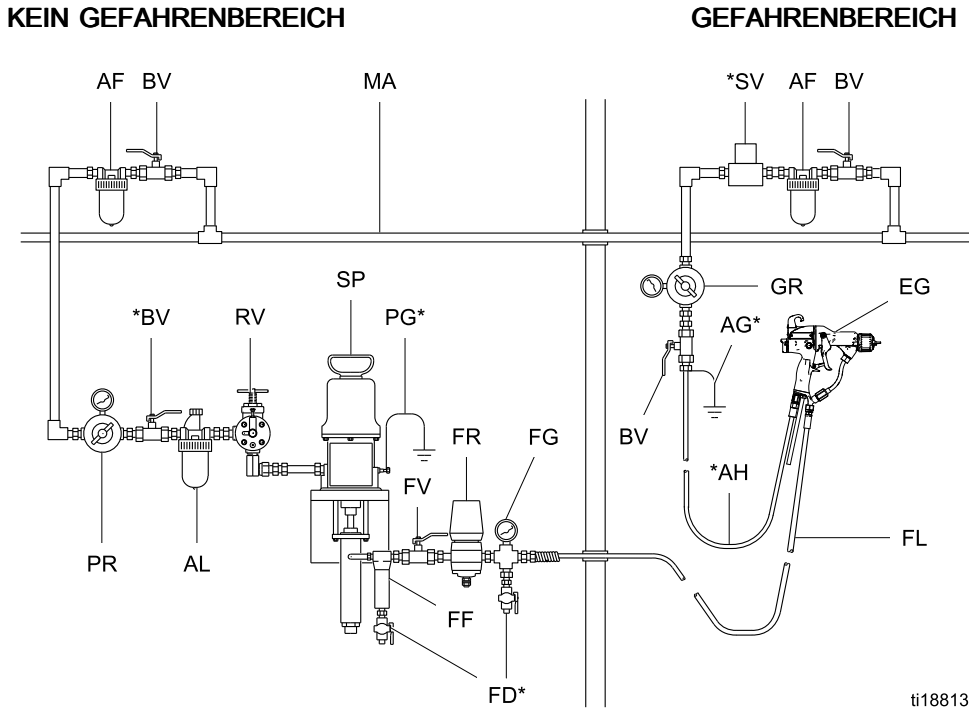 KEIN GEFAHRENBEREICH GEFAHRENBEREICH
AF BV MA *SV AF BV
SP GR EG
*BV RV PG* AG*
FR FG BV
FV *AH
PR AL FL
FF
FD*
ti18813